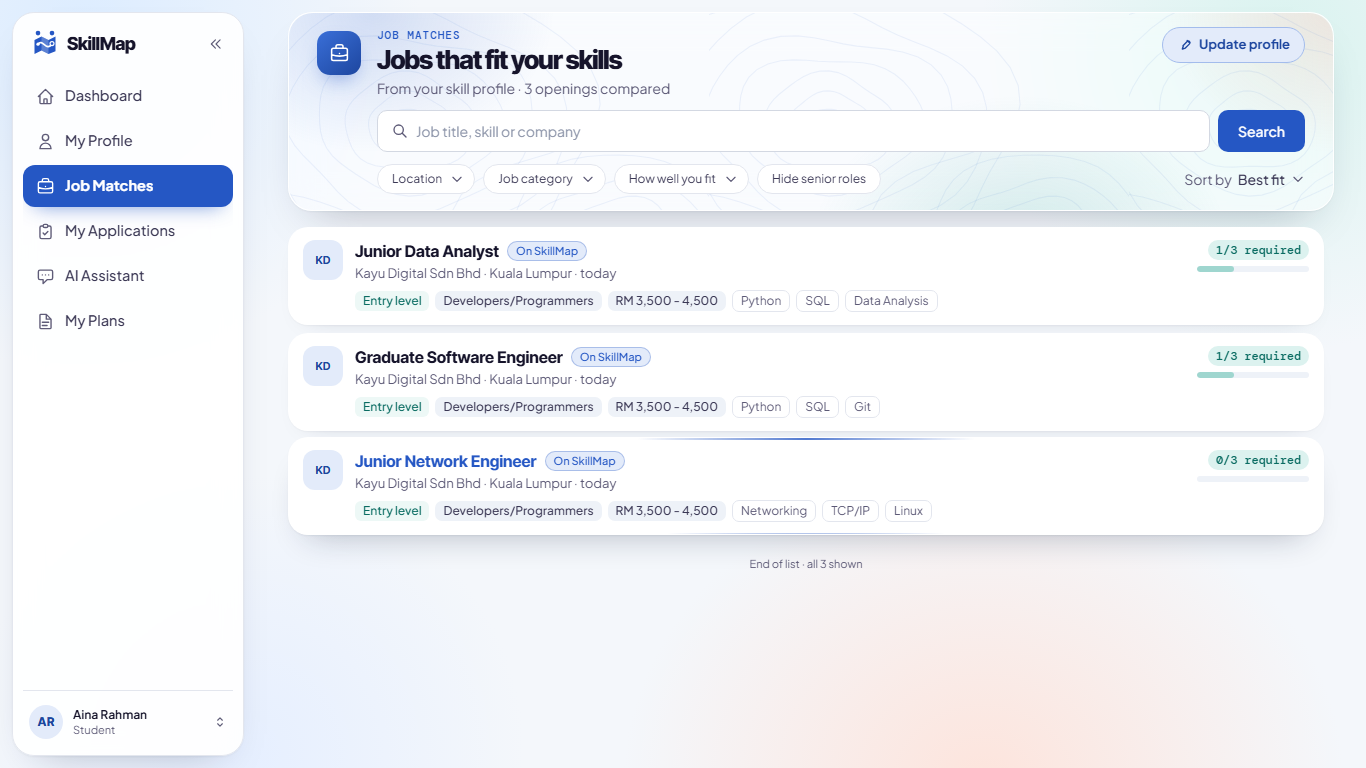 SkillMap
Dashboard
My Profile
Job Matches
My Applications
AI Assistant
My Plans
AR
Aina Rahman
Student
JOB MATCHES
Jobs that fit your skills
From your skill profile · 3 openings compared
Update profile
Job title, skill or company
Search
Location
Job category
How well you fit
Hide senior roles
Sort by Best fit
KD
Junior Data Analyst On SkillMap
1/3 required
Kayu Digital Sdn Bhd · Kuala Lumpur · today
Entry level Developers/Programmers RM 3,500 - 4,500 Python SQL Data Analysis
KD
Graduate Software Engineer On SkillMap
1/3 required
Kayu Digital Sdn Bhd · Kuala Lumpur · today
Entry level Developers/Programmers RM 3,500 - 4,500 Python SQL Git
KD
Junior Network Engineer On SkillMap
0/3 required
Kayu Digital Sdn Bhd · Kuala Lumpur · today
Entry level Developers/Programmers RM 3,500 - 4,500 Networking TCP/IP Linux
End of list · all 3 shown